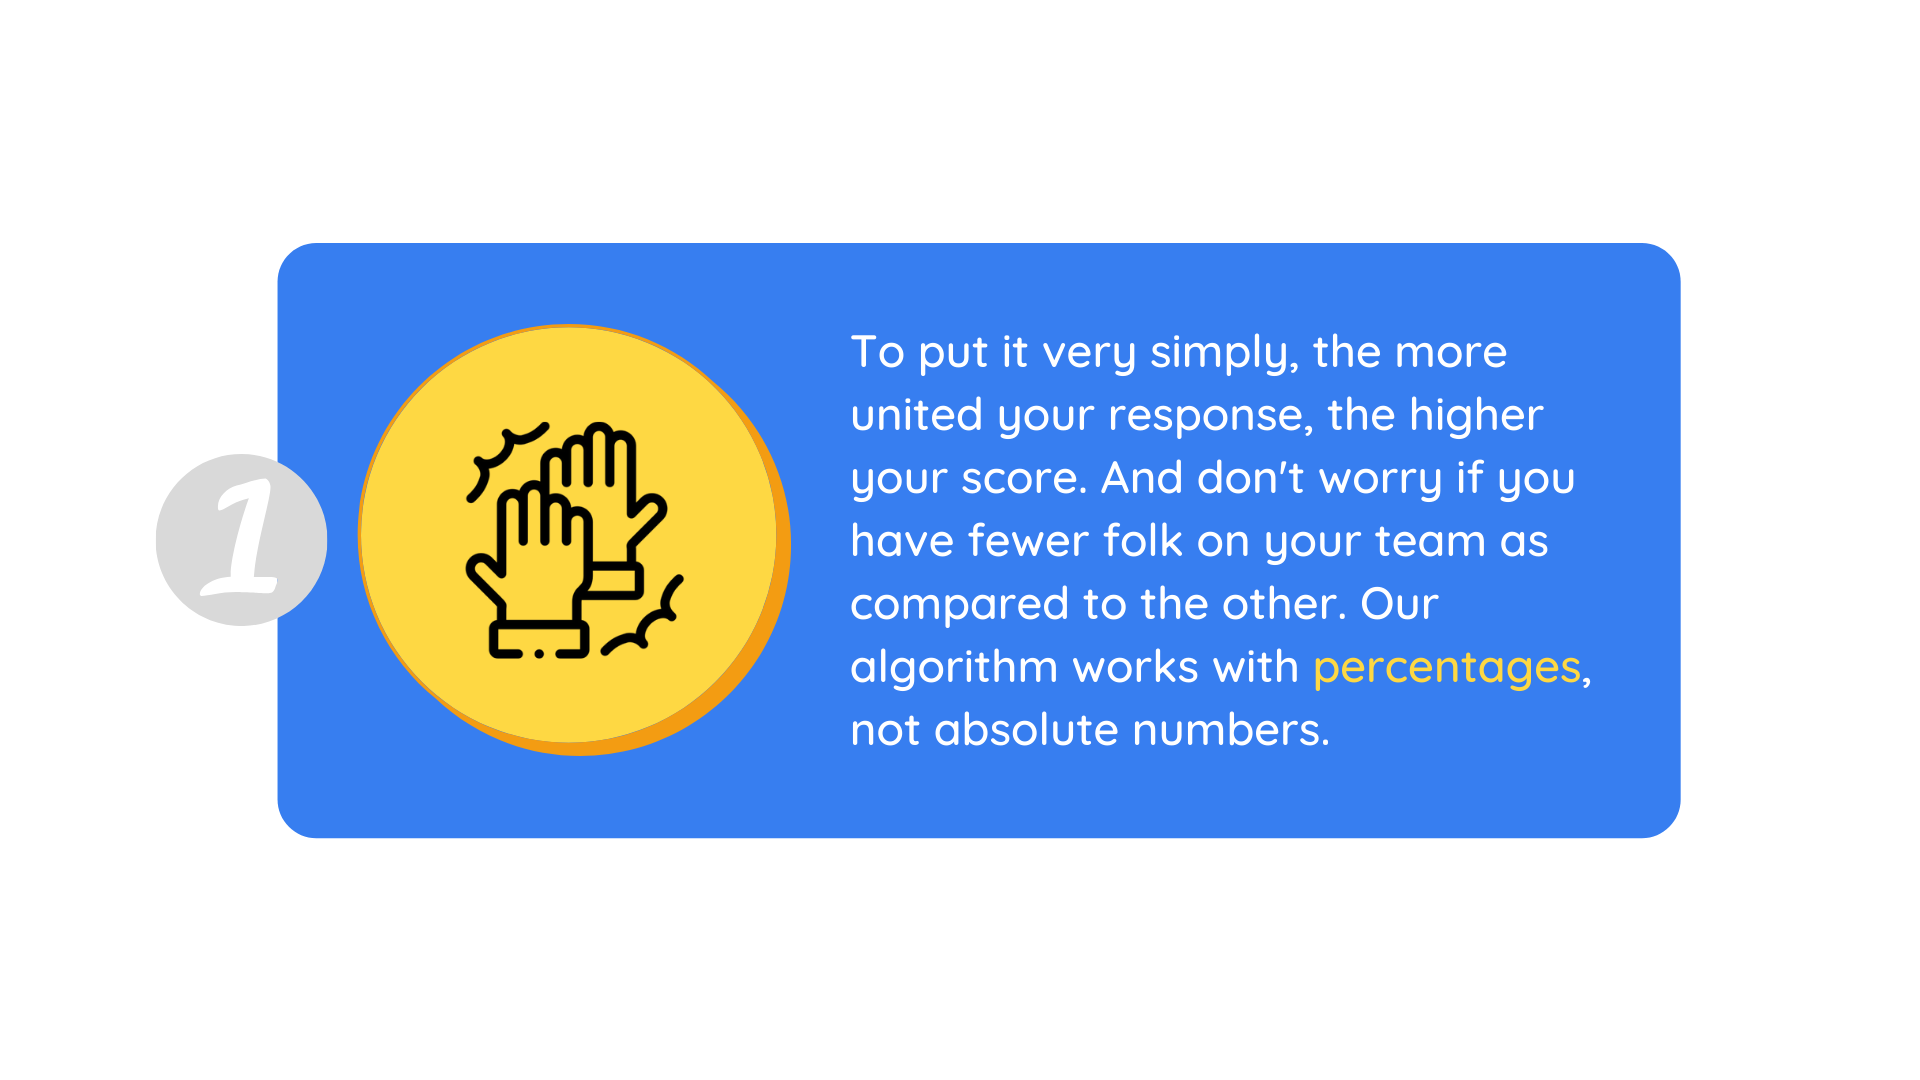 1
To put it very simply, the more
united your response, the higher
your score. And don't worry if you
have fewer folk on your team as
compared to the other. Our
algorithm works with percentages,
not absolute numbers.